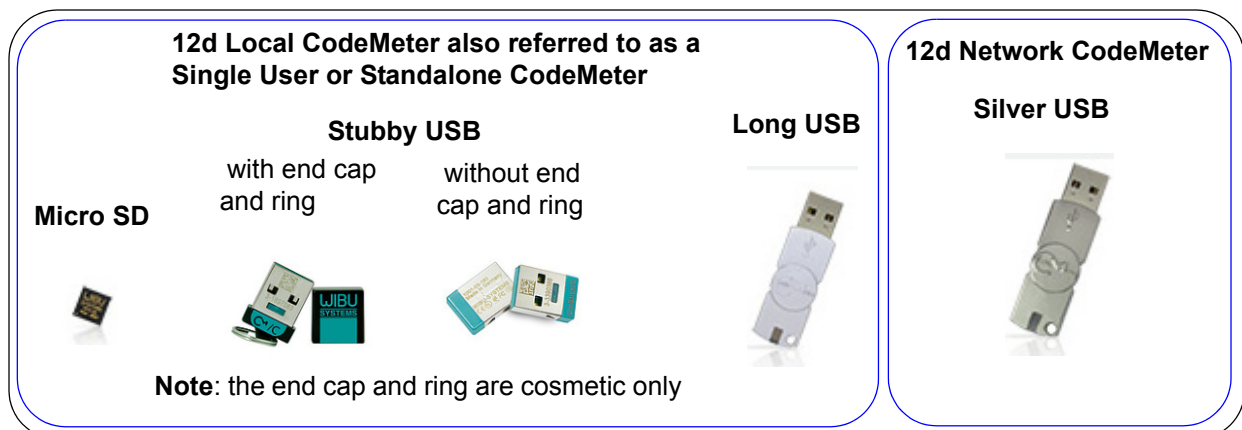 12d Local CodeMeter also referred to as a
Single User or Standalone CodeMeter
Stubby USB
with end cap
and ring
without end
cap and ring
Micro SD
Long USB
WIBU
SYSTEMS
Note: the end cap and ring are cosmetic only
12d Network CodeMeter
Silver USB